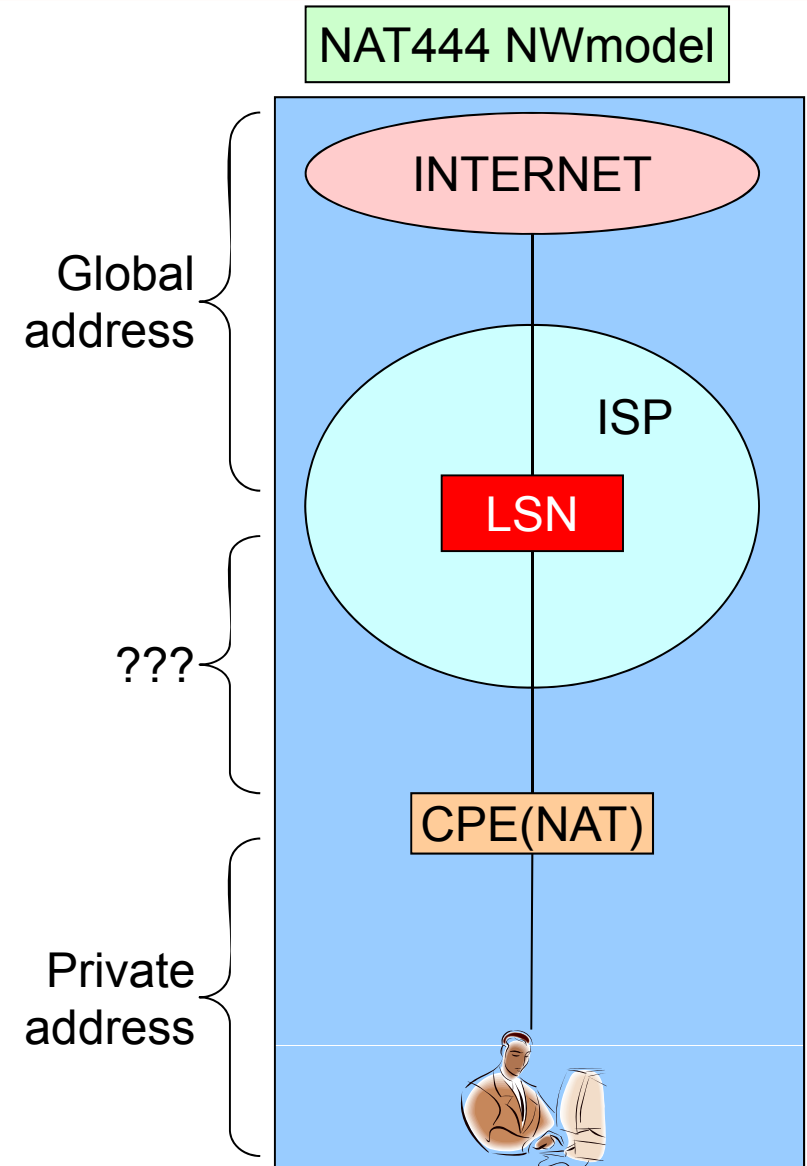 NAT444 NWmodel
INTERNET
Global
address
ISP
LSN
???
CPE(NAT)
Private
address